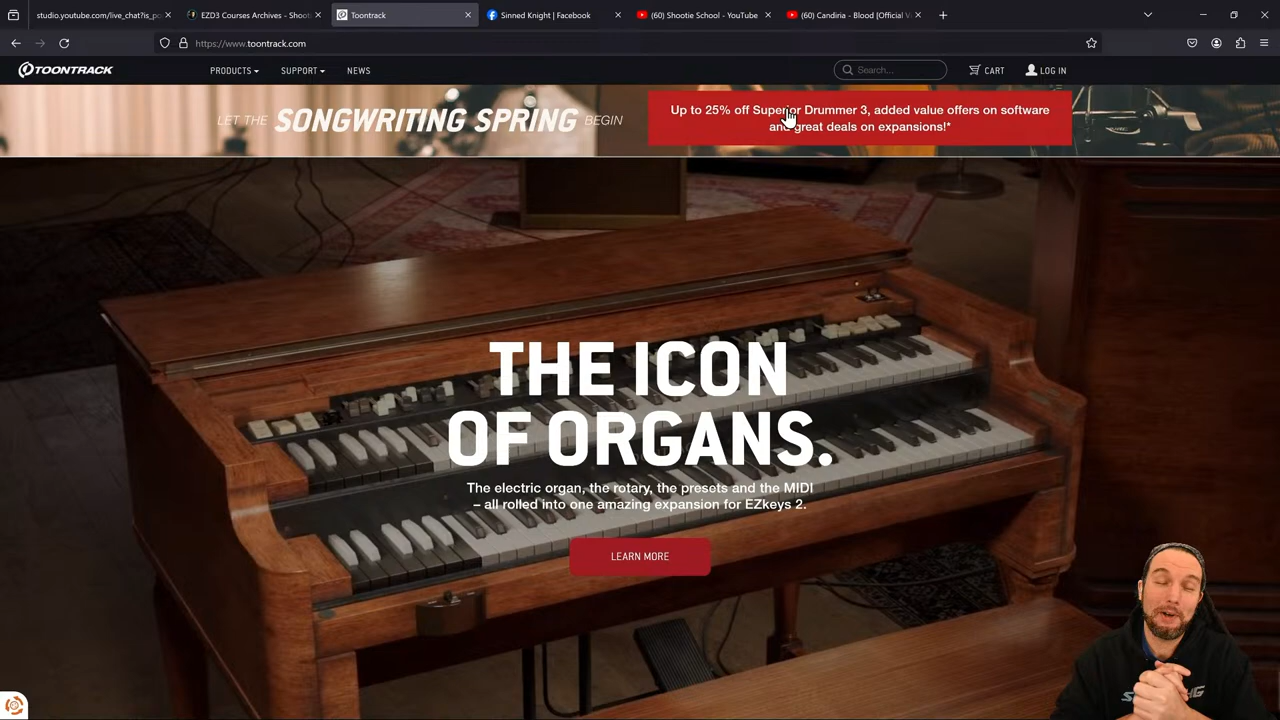 studio.youtube.com/live_chat?is_po
EZD3 Courses Archives - Shooti
Toontrack
Sinned Knight | Facebook
(60) Shootie School - YouTube
(60) Candiria - Blood [Official Vi
https://www.toontrack.com
TOONTRACK
PRODUCTS
SUPPORT
NEWS
Search...
CART
LOG IN
LET THE SONGWRITING SPRING BEGIN
Up to 25% off Superior Drummer 3, added value offers on software
and great deals on expansions!*
THE ICON
OF ORGANS.
The electric organ, the rotary, the presets and the MIDI
– all rolled into one amazing expansion for EZkeys 2.
LEARN MORE